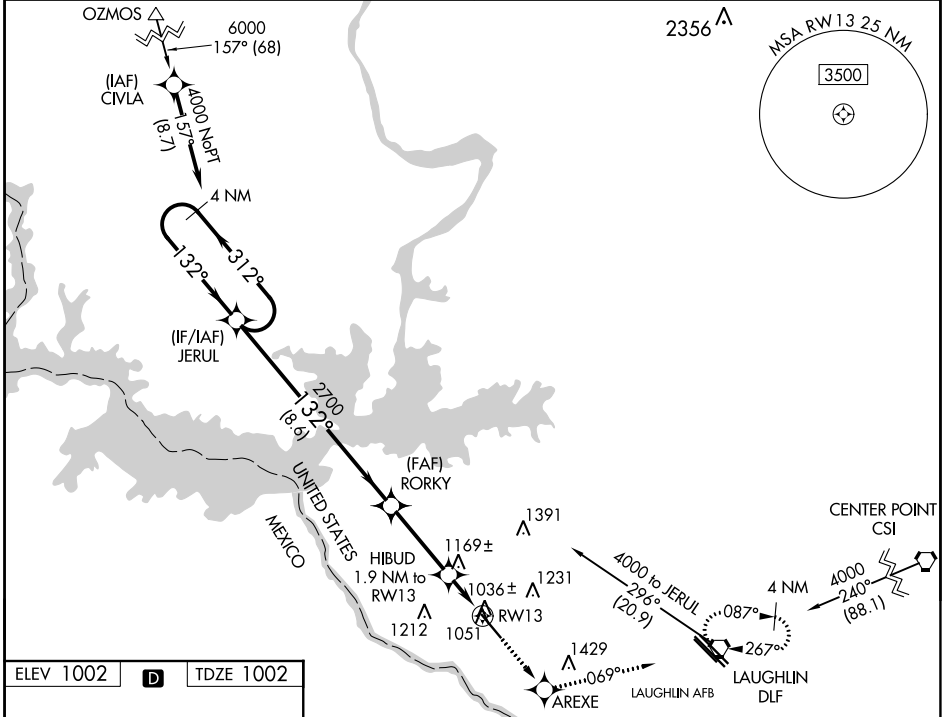 OZMOS
6000
157° (68)
(IAF)
CIVLA
4000 NoPT
157°
(8.7)
4 NM
132°
312°
(IF/IAF)
JERUL
2700
132°
(8.6)
(FAF)
RORKY
UNITED STATES
MEXICO
HIBUD
1.9 NM to
RW13
1169±
1391
1036±
1231
RW13
1212
1051
1429
AREXE
069°
4000 to JERUL
296°
(20.9)
087°
267°
4 NM
4000
240°
(88.1)
CENTER POINT
CSI
LAUGHLIN AFB
LAUGHLIN
DLF
2356
MSA RW13 25 NM
3500
ELEV 1002
D
TDZE 1002